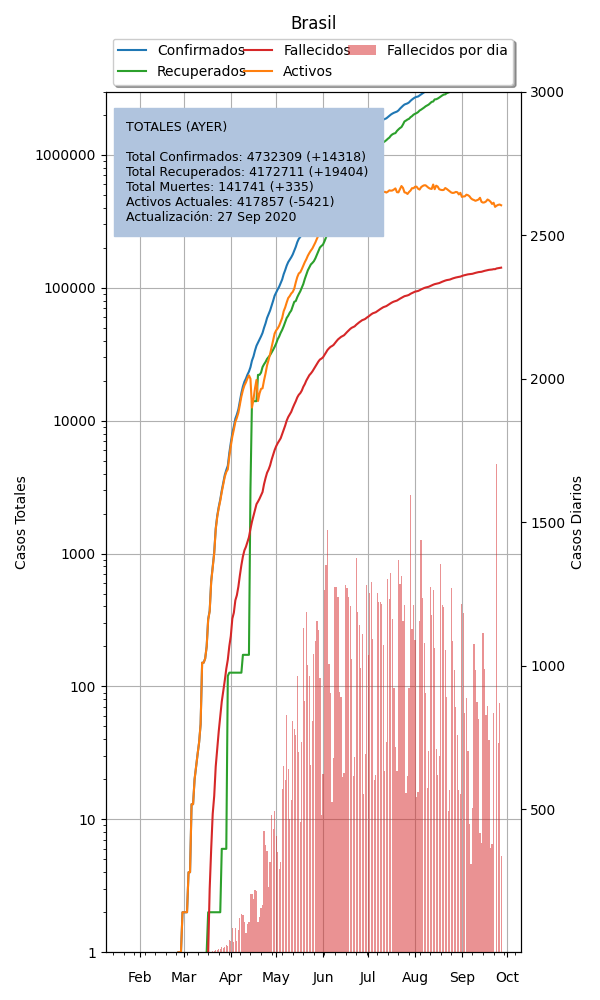 Brasil
Confirmados Fallecidos Fallecidos por dia
Recuperados Activos
TOTALES (AYER)
Total Confirmados: 4732309 (+14318)
Total Recuperados: 4172711 (+19404)
Total Muertes: 141741 (+335)
Activos Actuales: 417857 (-5421)
Actualización: 27 Sep 2020
Casos Totales
1000000
100000
10000
1000
100
10
1
3000
2500
2000
1500
1000
500
Casos Diarios
Feb Mar Apr May Jun Jul Aug Sep Oct